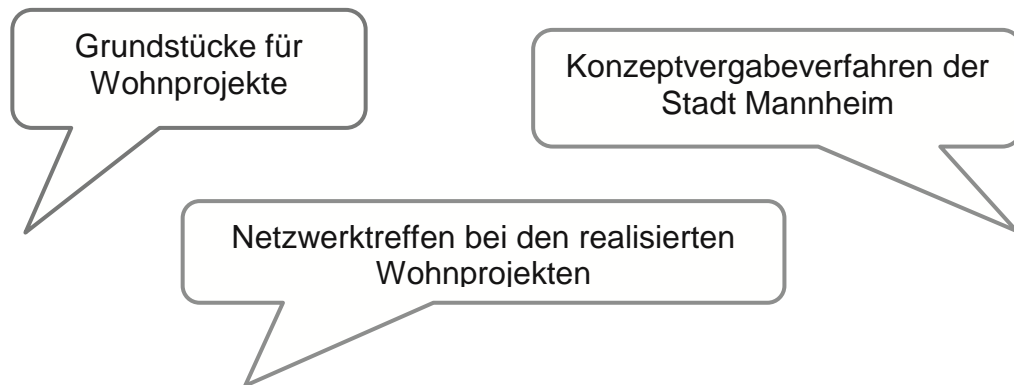 Grundstücke für
Wohnprojekte
Konzeptvergabeverfahren der
Stadt Mannheim
Netzwerktreffen bei den realisierten
Wohnprojekten